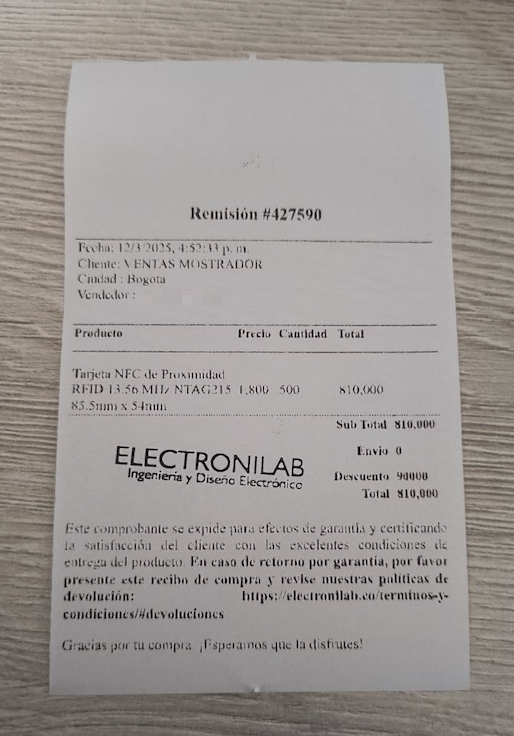 Remisión #427590
Fecha: 12/3/2025, 4:52:33 p. m.
Cliente: VENTAS MOSTRADOR
Ciudad : Bogota
Vendedor :
Producto Precio Cantidad Total
Tarjeta NFC de Proximidad
RFID 13.56 MHz NTAG215 1,800 500 810,000
85.5mm x 54mm
Sub Total 810,000
Envio 0
Descuento 90000
Total 810,000
ELECTRONILAB
Ingeniería y Diseño Electrónico
Este comprobante se expide para efectos de garantía y certificando
la satisfacción del cliente con las excelentes condiciones de
entrega del producto. En caso de retorno por garantía, por favor
presente este recibo de compra y revise nuestras políticas de
devolución: https://electronilab.co/terminos-y-
condiciones/#devoluciones
Gracias por tu compra ¡Esperamos que la disfrutes!